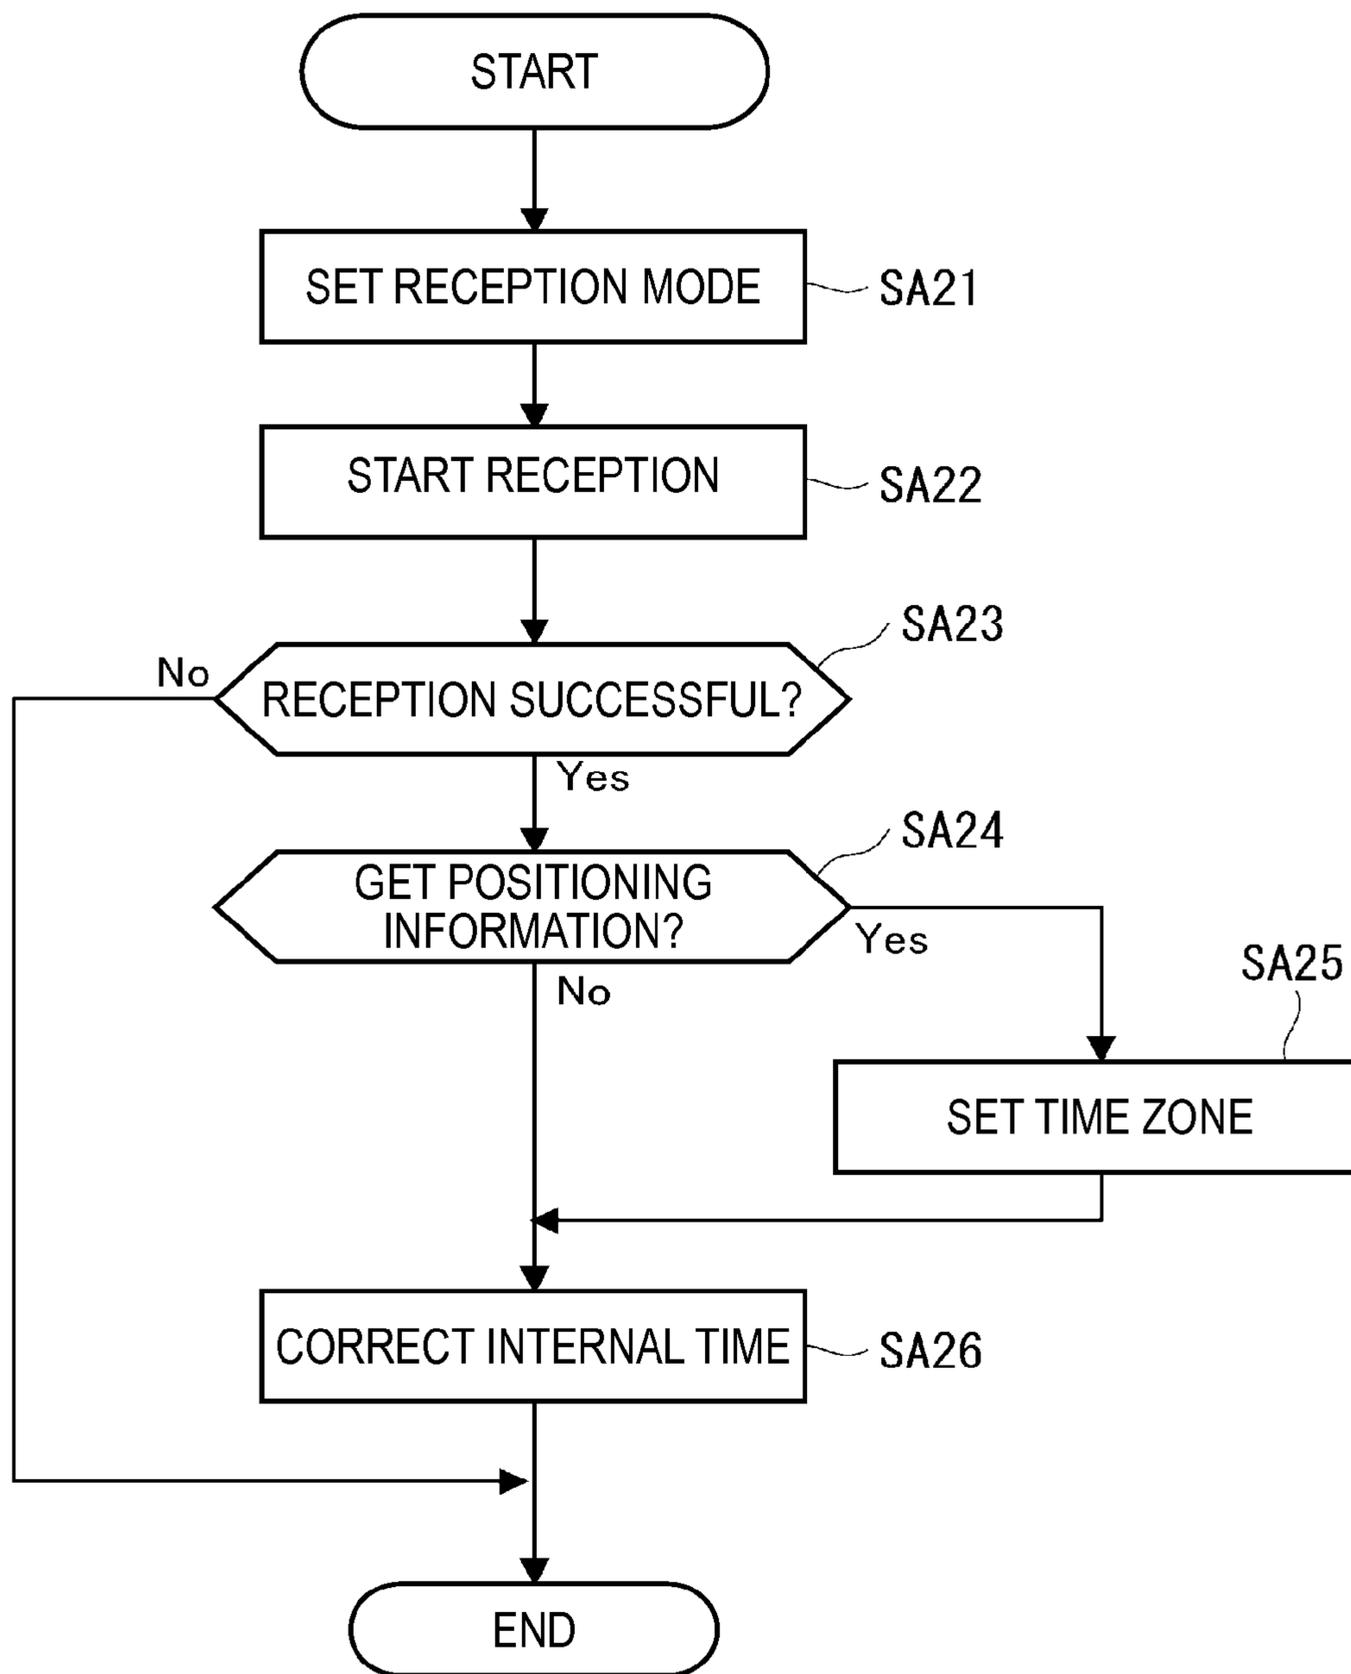 START
SET RECEPTION MODE
SA21
START RECEPTION
SA22
SA23
No
RECEPTION SUCCESSFUL?
Yes
SA24
GET POSITIONING
INFORMATION?
Yes
No
SA25
SET TIME ZONE
CORRECT INTERNAL TIME
SA26
END